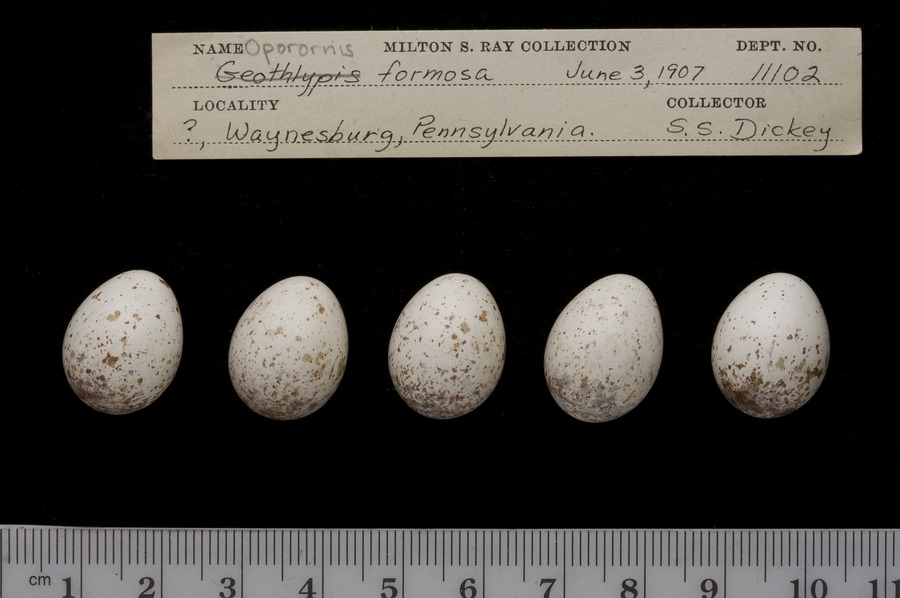 NAME Oporornis MILTON S. RAY COLLECTION DEPT. NO.
Geothlypis formosa June 3, 1907 11102
LOCALITY COLLECTOR
?, Waynesburg, Pennsylvania. S. S. Dickey
cm 1 2 3 4 5 6 7 8 9 10 11